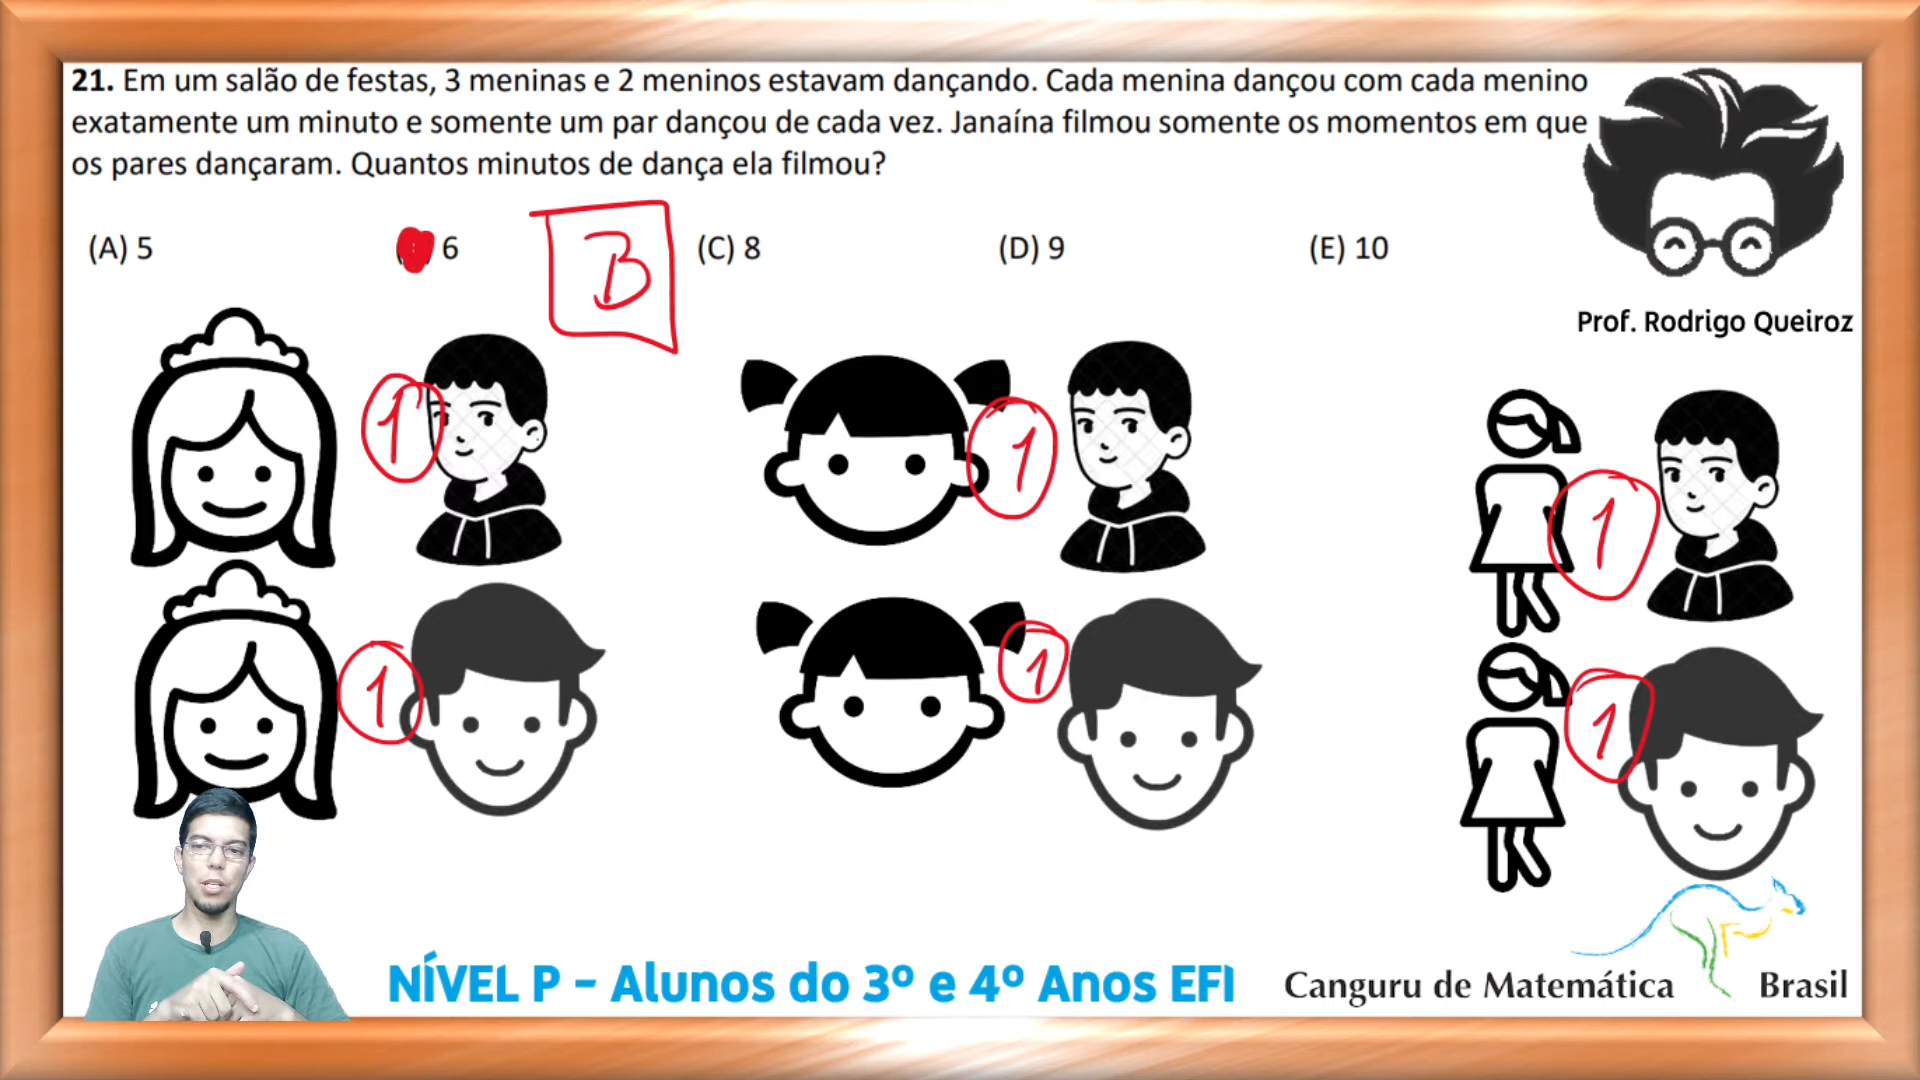 21. Em um salão de festas, 3 meninas e 2 meninos estavam dançando. Cada menina dançou com cada menino
exatamente um minuto e somente um par dançou de cada vez. Janaína filmou somente os momentos em que
os pares dançaram. Quantos minutos de dança ela filmou?
(A) 5 6 (C) 8 (D) 9 (E) 10
B
Prof. Rodrigo Queiroz
1 1 1
1 1 1
NÍVEL P - Alunos do 3º e 4º Anos EFI
Canguru de Matemática Brasil